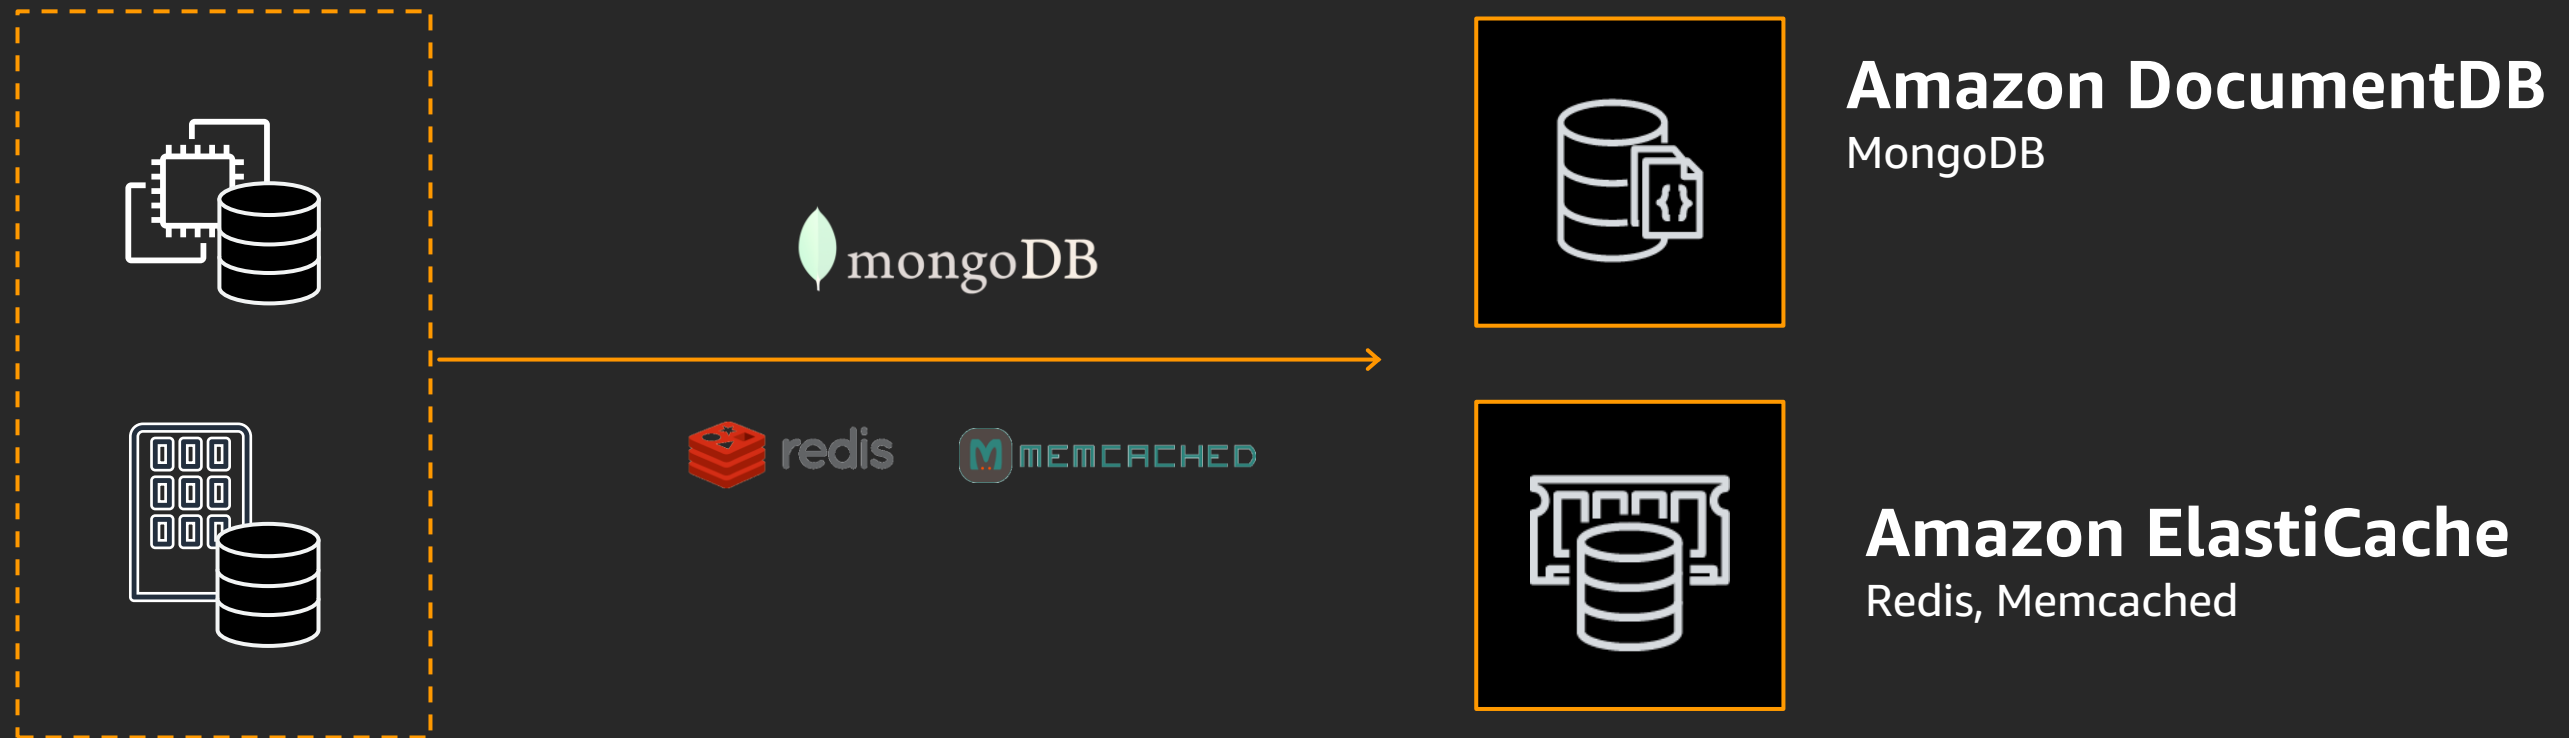 mongoDB
redis
MEMCACHED
Amazon DocumentDB
MongoDB
Amazon ElastiCache
Redis, Memcached